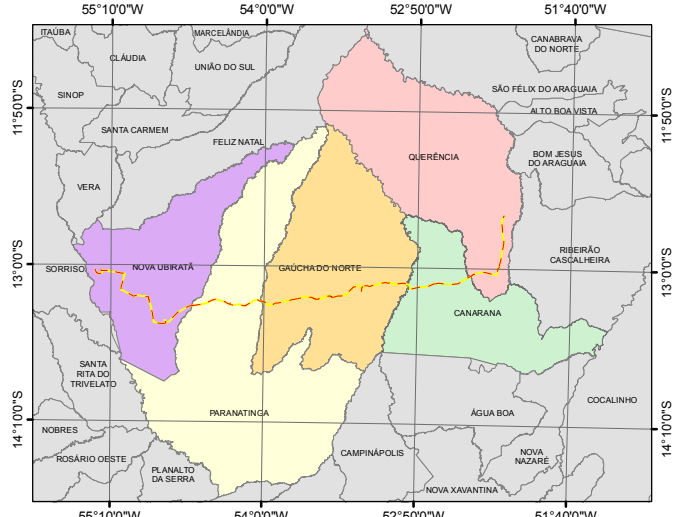 55°10'0"W
54°0'0"W
52°50'0"W
51°40'0"W
ITAÚBA
MARCELÂNDIA
CANABRAVA
DO NORTE
CLÁUDIA
UNIÃO DO SUL
SINOP
SÃO FÉLIX DO ARAGUAIA
11°50'0"S
11°50'0"S
ALTO BOA VISTA
SANTA CARMEM
FELIZ NATAL
QUERÊNCIA
BOM JESUS
DO ARAGUAIA
VERA
RIBEIRÃO
CASCALHEIRA
SORRISO
NOVA UBIRATÃ
GAÚCHA DO NORTE
13°0'0"S
13°0'0"S
CANARANA
SANTA
RITA DO
TRIVELATO
COCALINHO
PARANATINGA
ÁGUA BOA
14°10'0"S
14°10'0"S
NOBRES
ROSÁRIO OESTE
CAMPINÁPOLIS
NOVA
NAZARÉ
PLANALTO
DA SERRA
NOVA XAVANTINA
55°10'0"W
54°0'0"W
52°50'0"W
51°40'0"W